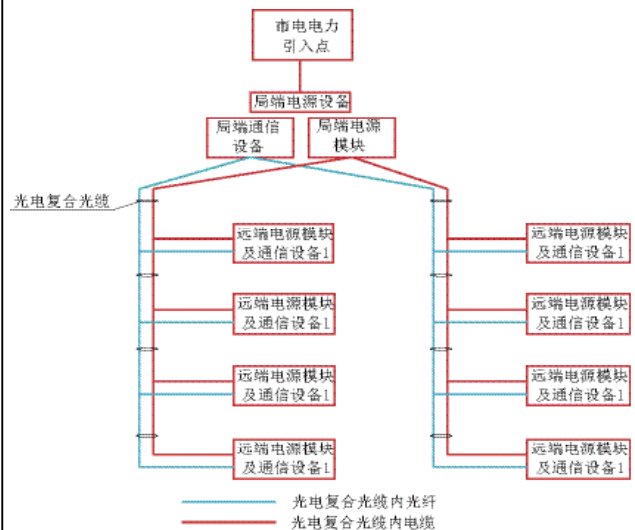 市电电力
引入点
局端电源设备
局端通信
设备
局端电源
模块
光电复合光缆
远端电源模块
及通信设备1
远端电源模块
及通信设备1
远端电源模块
及通信设备1
远端电源模块
及通信设备1
远端电源模块
及通信设备1
远端电源模块
及通信设备1
远端电源模块
及通信设备1
远端电源模块
及通信设备1
光电复合光缆内光纤
光电复合光缆内电缆